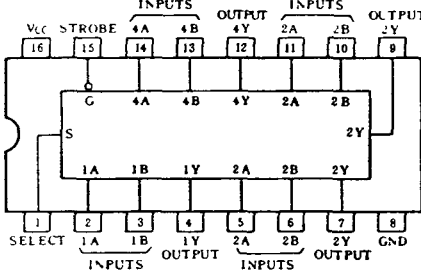 INPUTS OUTPUT INPUTS OUTPUT
VCC STROBE 4A 4B 4Y 2A 2B 2Y
16 15 14 13 12 11 10 9
G 4A 4B 4Y 2A 2B
S 2Y
1A 1B 1Y 2A 2B 2Y
1 2 3 4 5 6 7 8
SELECT 1A 1B OUTPUT 1Y 2A 2B OUTPUT 2Y GND
INPUTS INPUTS